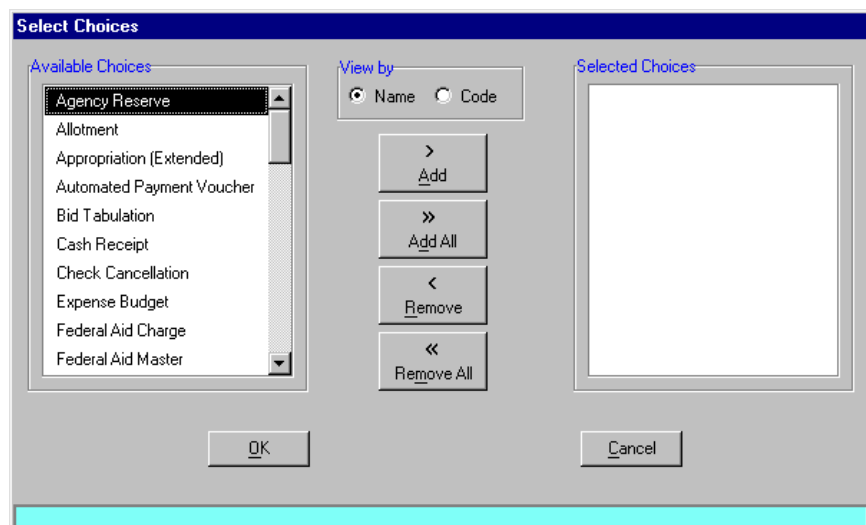 Select Choices
Available Choices
Agency Reserve
Allotment
Appropriation (Extended)
Automated Payment Voucher
Bid Tabulation
Cash Receipt
Check Cancellation
Expense Budget
Federal Aid Charge
Federal Aid Master
View by
Name Code
>
Add
»
Add All
<
Remove
«
Remove All
Selected Choices
OK
Cancel